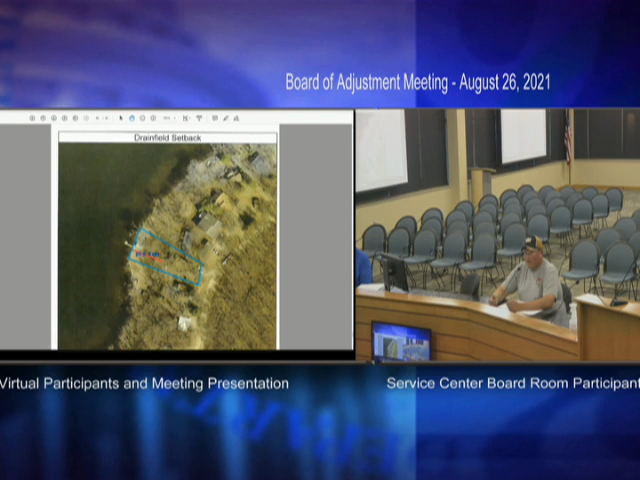 Board of Adjustment Meeting - August 26, 2021
Drainfield Setback
Virtual Participants and Meeting Presentation
Service Center Board Room Participant